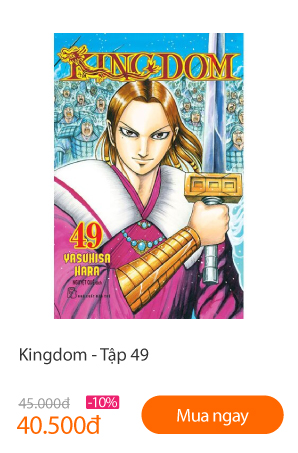 KINGDOM
49
YASUHISA
HARA
Kingdom - Tập 49
45.000đ -10%
40.500đ
Mua ngay